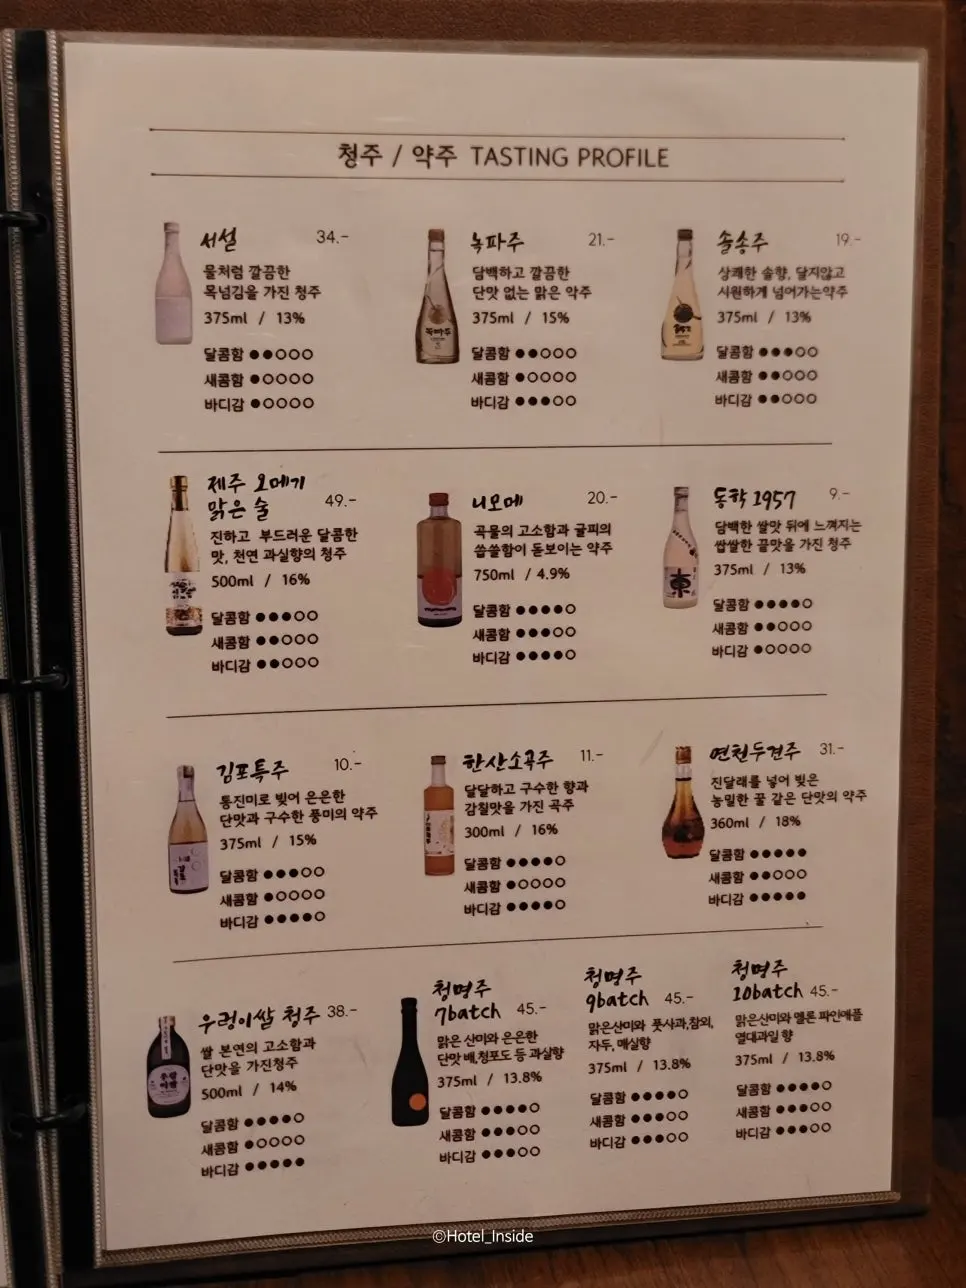 청주 / 약주 TASTING PROFILE
서설 34.-
물처럼 깔끔한
목넘김을 가진 청주
375ml / 13%
달콤함 ●●○○○
새콤함 ●○○○○
바디감 ●○○○○
녹파주 21.-
담백하고 깔끔한
단맛 없는 맑은 약주
375ml / 15%
달콤함 ●●○○○
새콤함 ●○○○○
바디감 ●●●○○
솔송주 19.-
상쾌한 솔향, 달지않고
시원하게 넘어가는약주
375ml / 13%
달콤함 ●●●○○
새콤함 ●●○○○
바디감 ●●○○○
제주 오메기
맑은 술 49.-
진하고 부드러운 달콤한
맛, 천연 과실향의 청주
500ml / 16%
달콤함 ●●●○○
새콤함 ●●○○○
바디감 ●●○○○
니모메 20.-
곡물의 고소함과 귤피의
쌉쌀함이 돋보이는 약주
750ml / 4.9%
달콤함 ●●●●○
새콤함 ●●●○○
바디감 ●●●●○
동학 1957 9.-
담백한 쌀맛 뒤에 느껴지는
쌉쌀한 끝맛을 가진 청주
375ml / 13%
달콤함 ●●●●○
새콤함 ●●○○○
바디감 ●○○○○
東
김포특주 10.-
통진미로 빚어 은은한
단맛과 구수한 풍미의 약주
375ml / 15%
달콤함 ●●●○○
새콤함 ●○○○○
바디감 ●●●●○
한산소곡주 11.-
달달하고 구수한 향과
감칠맛을 가진 곡주
300ml / 16%
달콤함 ●●●●○
새콤함 ●○○○○
바디감 ●●●●○
면천두견주 31.-
진달래를 넣어 빚은
농밀한 꿀 같은 단맛의 약주
360ml / 18%
달콤함 ●●●●●
새콤함 ●●○○○
바디감 ●●●●●
우렁이쌀 청주 38.-
쌀 본연의 고소함과
단맛을 가진청주
500ml / 14%
달콤함 ●●●●○
새콤함 ●○○○○
바디감 ●●●●●
청명주
7batch 45.-
맑은 산미와 은은한
단맛 배,청포도 등 과실향
375ml / 13.8%
달콤함 ●●●●○
새콤함 ●●●○○
바디감 ●●●○○
청명주
9batch 45.-
맑은산미와 풋사과,참외,
자두, 매실향
375ml / 13.8%
달콤함 ●●●●○
새콤함 ●●●○○
바디감 ●●●○○
청명주
10batch 45.-
맑은산미와 멜론 파인애플
열대과일 향
375ml / 13.8%
달콤함 ●●●●○
새콤함 ●●●○○
바디감 ●●●○○
©Hotel_Inside